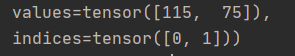 values=tensor([115,  75]),
indices=tensor([0, 1]))